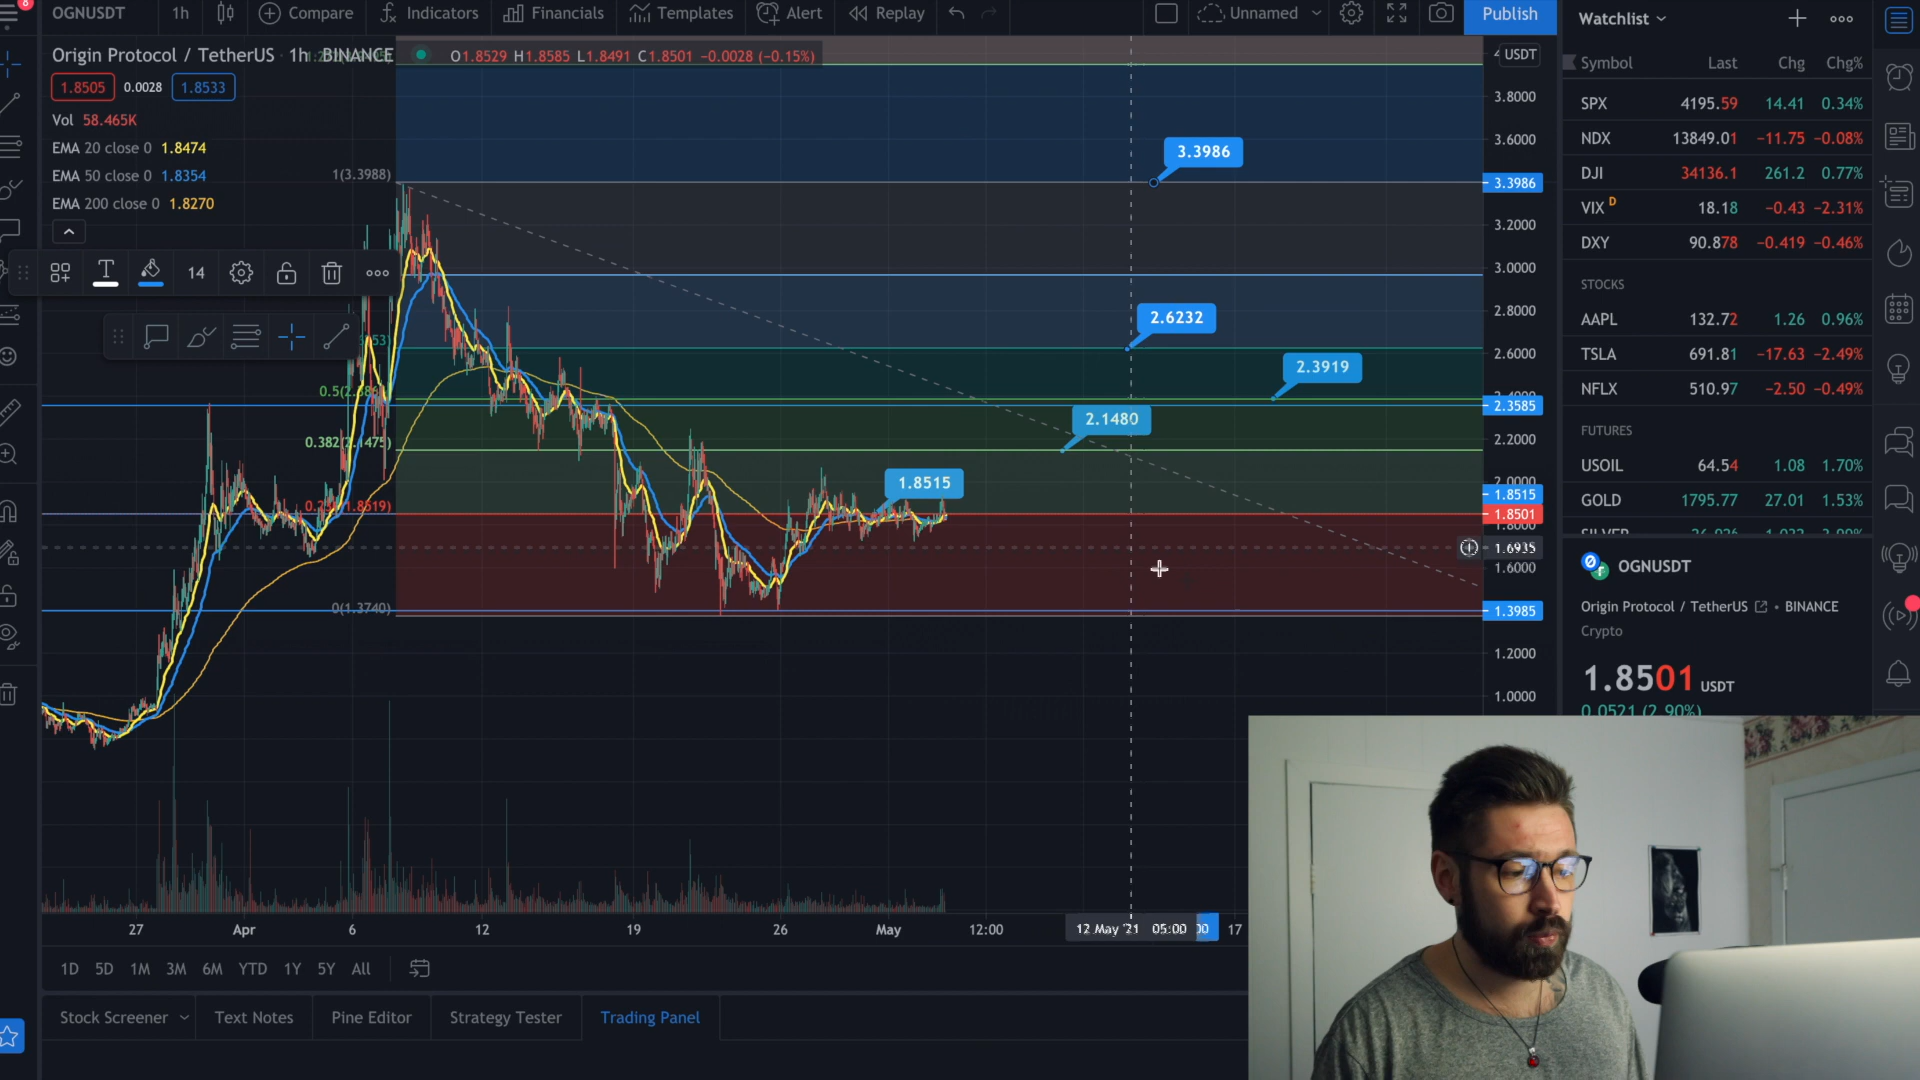 8
OGNUSDT 1h Compare Indicators Financials Templates Alert Replay Unnamed Publish
Origin Protocol / TetherUS · 1h · BINANCE O1.8529 H1.8585 L1.8491 C1.8501 −0.0028 (−0.15%)
1.8505 0.0028 1.8533
Vol 58.465K
EMA 20 close 0 1.8474
EMA 50 close 0 1.8354
EMA 200 close 0 1.8270
14
1(3.3988)
0.382(2.1475)
0(1.3740)
3.3986
2.6232
2.3919
2.1480
1.8515
USDT
3.8000
3.6000
3.3986
3.2000
3.0000
2.8000
2.6000
2.3585
2.2000
2.0000
1.8515
1.8501
1.8000
1.6935
1.6000
1.3985
1.2000
1.0000
27 Apr 6 12 19 26 May 12:00 12 May '21 05:00 17
1D 5D 1M 3M 6M YTD 1Y 5Y All
Stock Screener Text Notes Pine Editor Strategy Tester Trading Panel
Watchlist
Symbol Last Chg Chg%
SPX 4195.59 14.41 0.34%
NDX 13849.01 −11.75 −0.08%
DJI 34136.1 261.2 0.77%
VIX D 18.18 −0.43 −2.31%
DXY 90.878 −0.419 −0.46%
STOCKS
AAPL 132.72 1.26 0.96%
TSLA 691.81 −17.63 −2.49%
NFLX 510.97 −2.50 −0.49%
FUTURES
USOIL 64.54 1.08 1.70%
GOLD 1795.77 27.01 1.53%
OGNUSDT
Origin Protocol / TetherUS • BINANCE
Crypto
1.8501 USDT
0.0521 (2.90%)